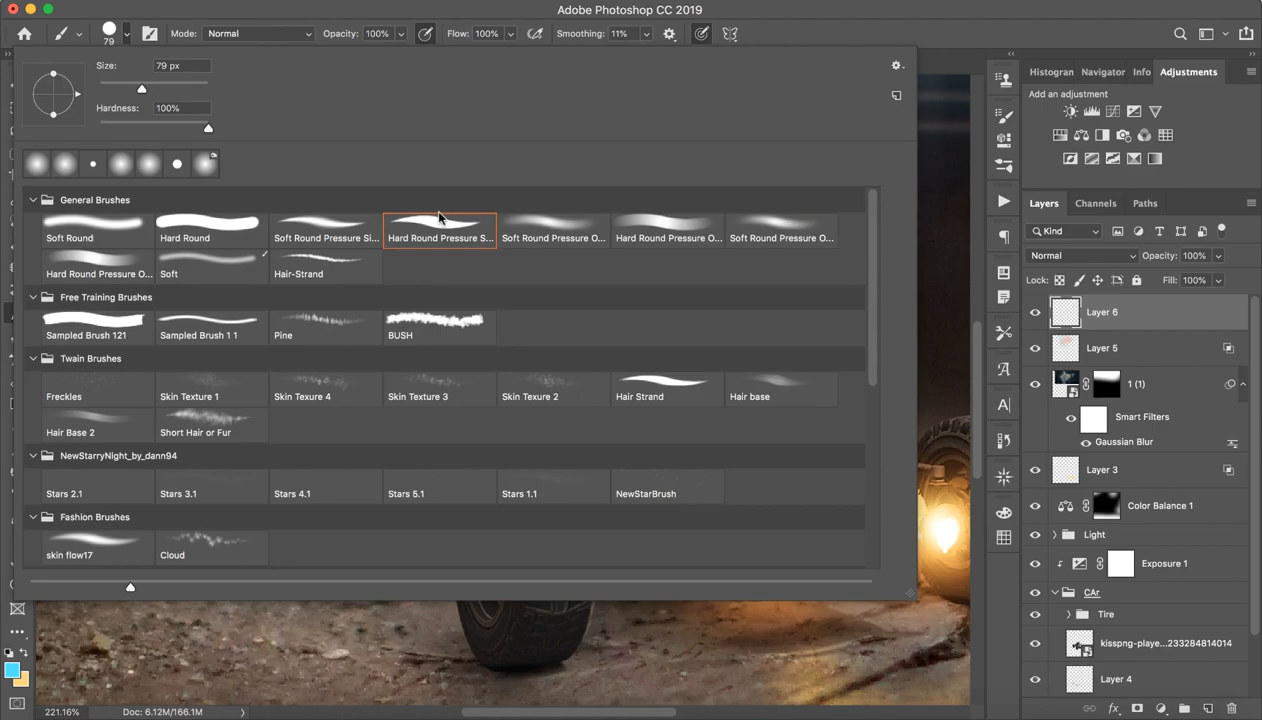 Adobe Photoshop CC 2019
79
Mode: Normal
Opacity: 100%
Flow: 100%
Smoothing: 11%
Size: 79 px
Hardness: 100%
General Brushes
Soft Round
Hard Round
Soft Round Pressure Si...
Hard Round Pressure S...
Soft Round Pressure O...
Hard Round Pressure O...
Soft Round Pressure O...
Hard Round Pressure O...
Soft
Hair-Strand
Free Training Brushes
Sampled Brush 121
Sampled Brush 1 1
Pine
BUSH
Twain Brushes
Freckles
Skin Texture 1
Skin Texure 4
Skin Texture 3
Skin Texure 2
Hair Strand
Hair base
Hair Base 2
Short Hair or Fur
NewStarryNight_by_dann94
Stars 2.1
Stars 3.1
Stars 4.1
Stars 5.1
Stars 1.1
NewStarBrush
Fashion Brushes
skin flow17
Cloud
221.16%
Doc: 6.12M/166.1M
Histogran
Navigator
Info
Adjustments
Add an adjustment
Layers
Channels
Paths
Kind
Normal
Opacity: 100%
Lock:
Fill: 100%
Layer 6
Layer 5
1 (1)
Smart Filters
Gaussian Blur
Layer 3
Color Balance 1
Light
Exposure 1
CAr
Tire
kisspng-playe...233284814014
Layer 4